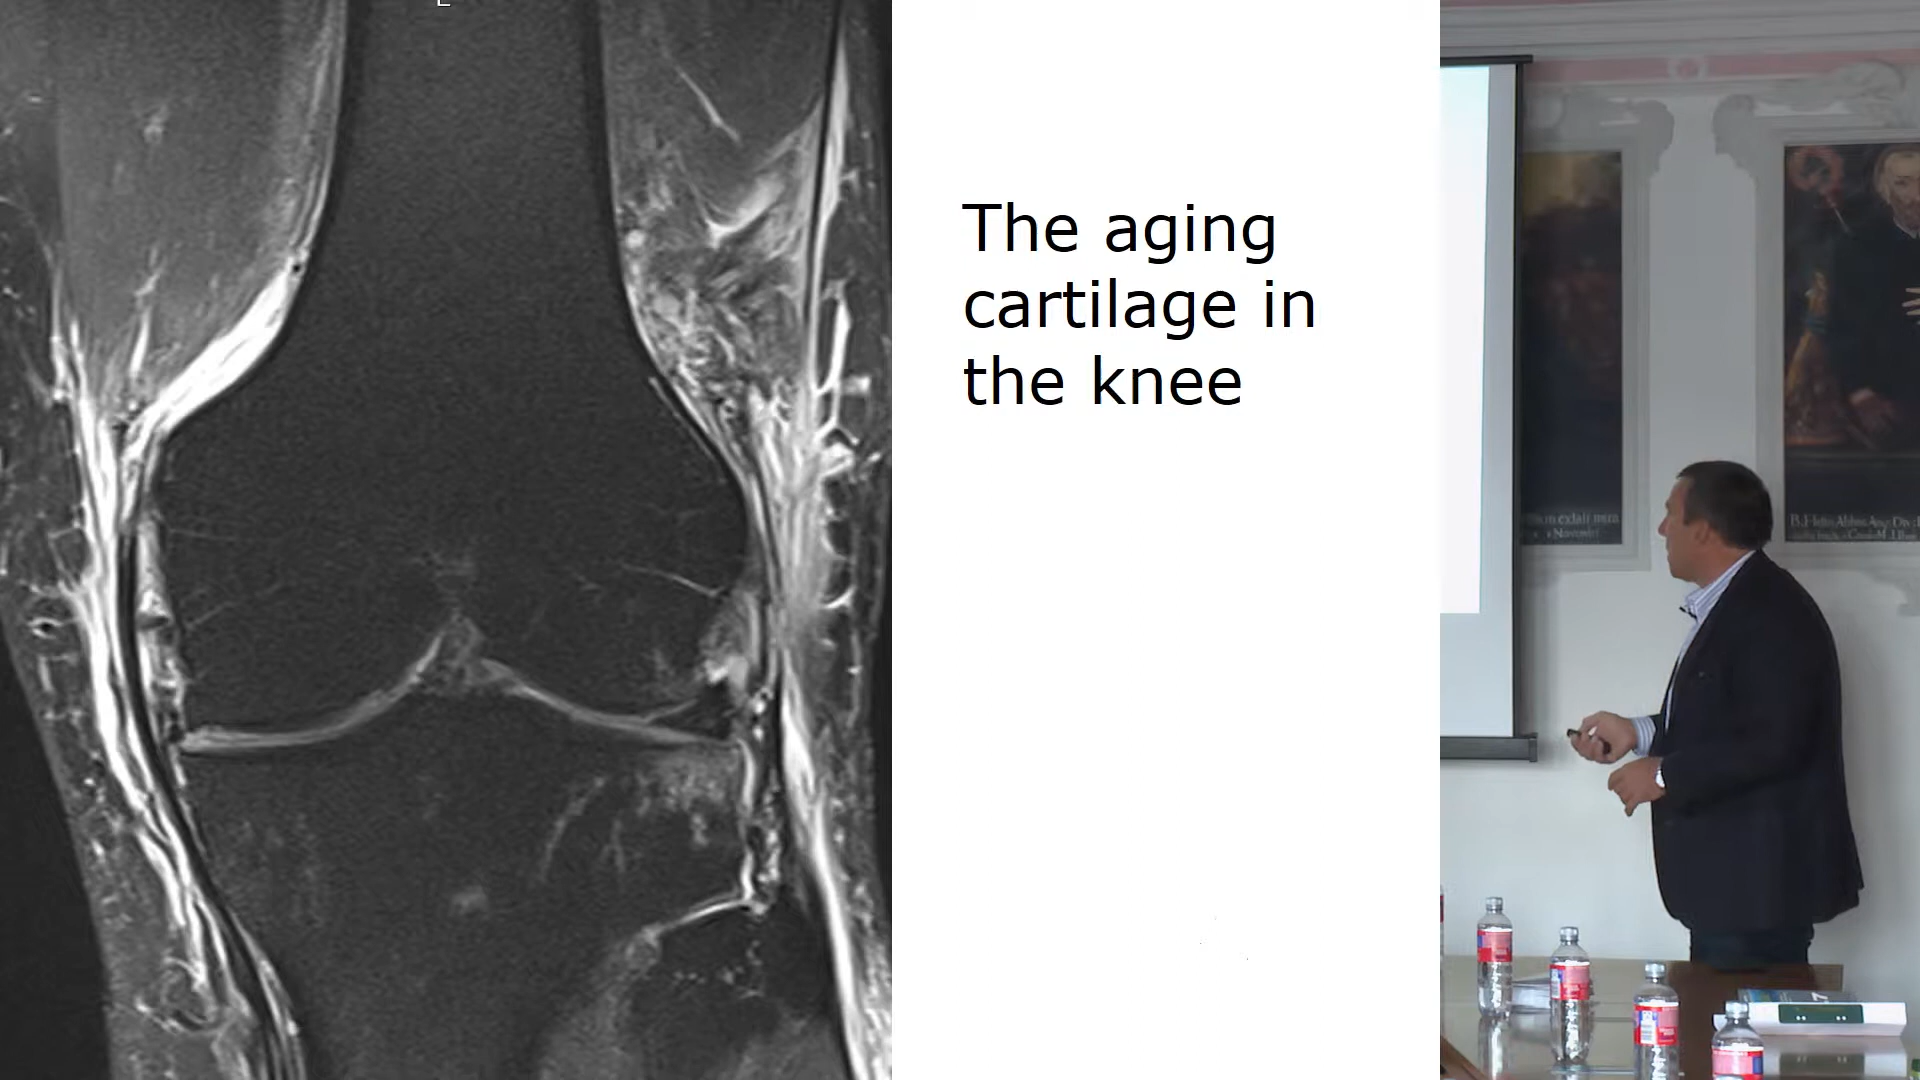 The aging
cartilage in
the knee